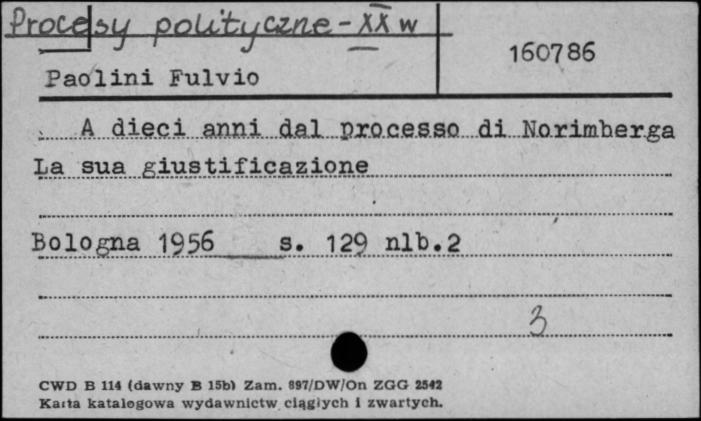 Procesy polityczne - XX w
160786
Paolini Fulvio
A dieci anni dal processo di Norimberga
La sua giustificazione
Bologna 1956 s. 129 nlb.2
3
CWD B 114 (dawny B 15b) Zam. 897/DW/On ZGG 2542
Karta katalogowa wydawnictw ciągłych i zwartych.